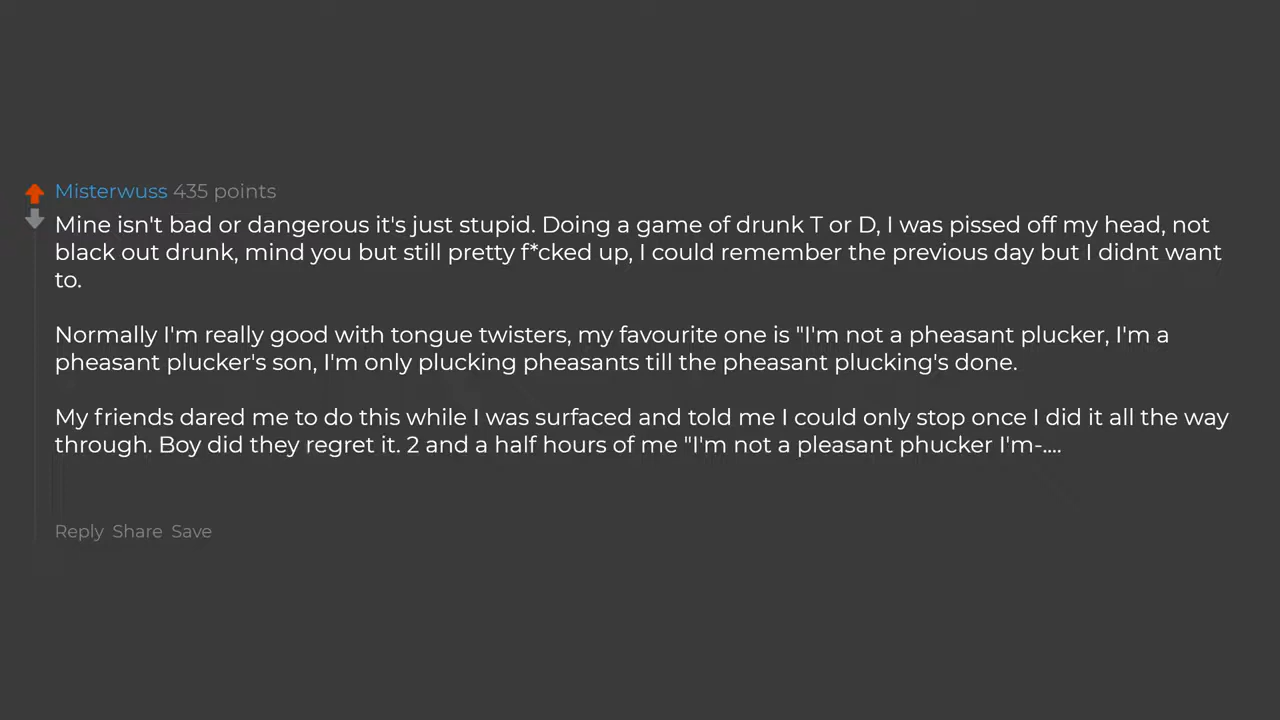 Misterwuss 435 points
Mine isn't bad or dangerous it's just stupid. Doing a game of drunk T or D, I was pissed off my head, not
black out drunk, mind you but still pretty f*cked up, I could remember the previous day but I didnt want
to.
Normally I'm really good with tongue twisters, my favourite one is "I'm not a pheasant plucker, I'm a
pheasant plucker's son, I'm only plucking pheasants till the pheasant plucking's done.
My friends dared me to do this while I was surfaced and told me I could only stop once I did it all the way
through. Boy did they regret it. 2 and a half hours of me "I'm not a pleasant phucker I'm-....
Reply Share Save